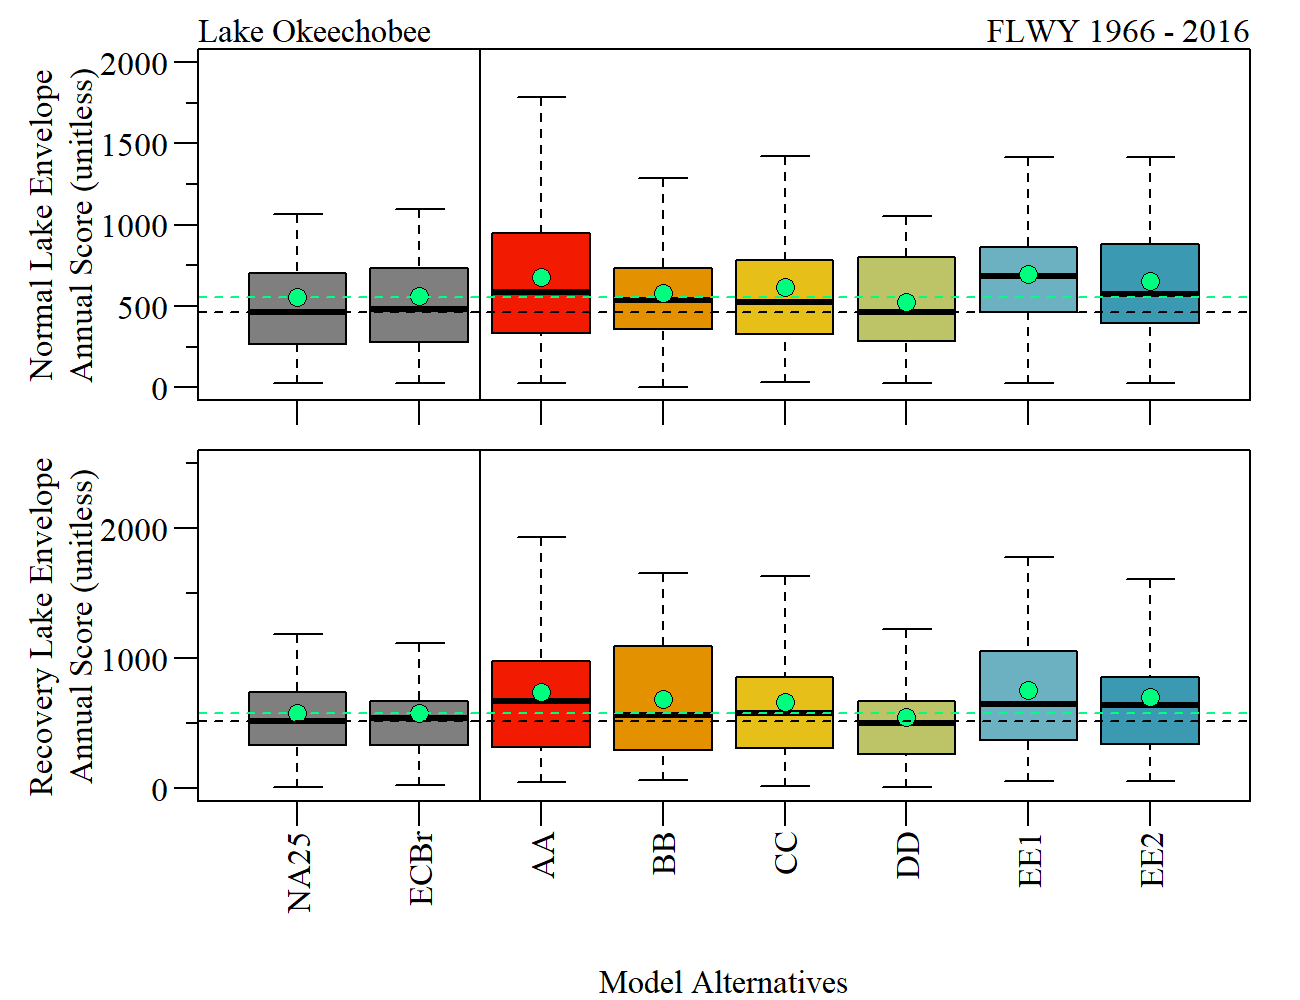 Lake Okeechobee
FLWY 1966 - 2016
Normal Lake Envelope
Annual Score (unitless)
2000
1500
1000
500
0
Recovery Lake Envelope
Annual Score (unitless)
2000
1000
0
NA25
ECBr
AA
BB
CC
DD
EE1
EE2
Model Alternatives